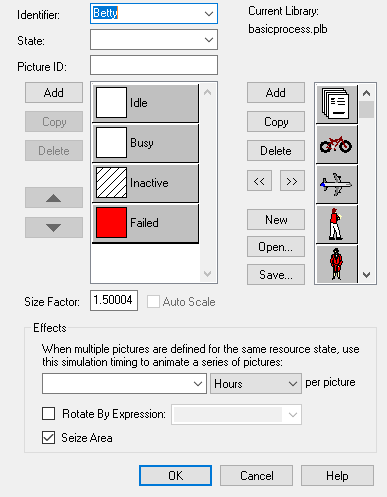 Identifier: Betty
Current Library:
State:
basicprocess.plb
Picture ID:
Add
Copy
Delete
Idle
Busy
Inactive
Failed
Add
Copy
Delete
<< >>
New
Open...
Save...
Size Factor: 1.50004 Auto Scale
Effects
When multiple pictures are defined for the same resource state, use
this simulation timing to animate a series of pictures:
Hours per picture
Rotate By Expression:
Seize Area
OK Cancel Help